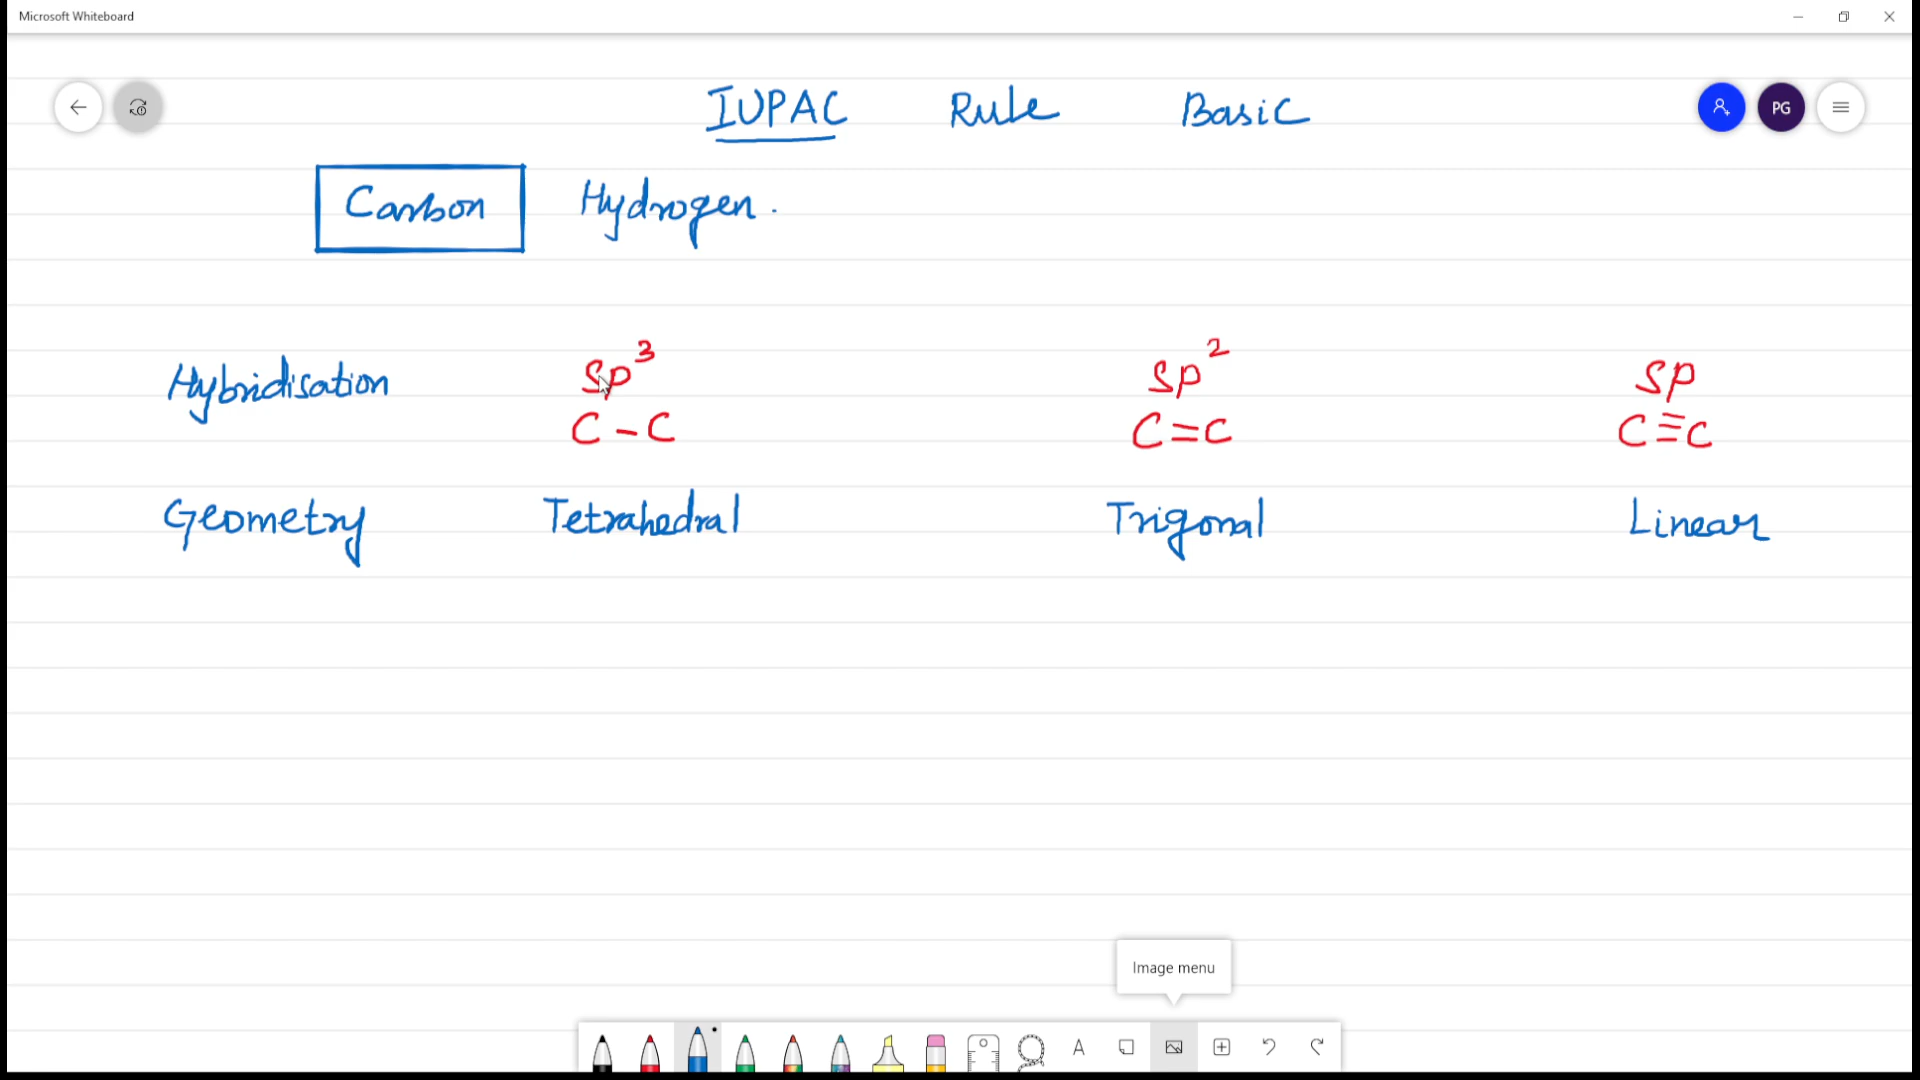 Microsoft Whiteboard
IUPAC Rule Basic
PG
Carbon Hydrogen.
Hybridisation SP³ SP² SP
C-C C=C C≡C
Geometry Tetrahedral Trigonal Linear
Image menu
A